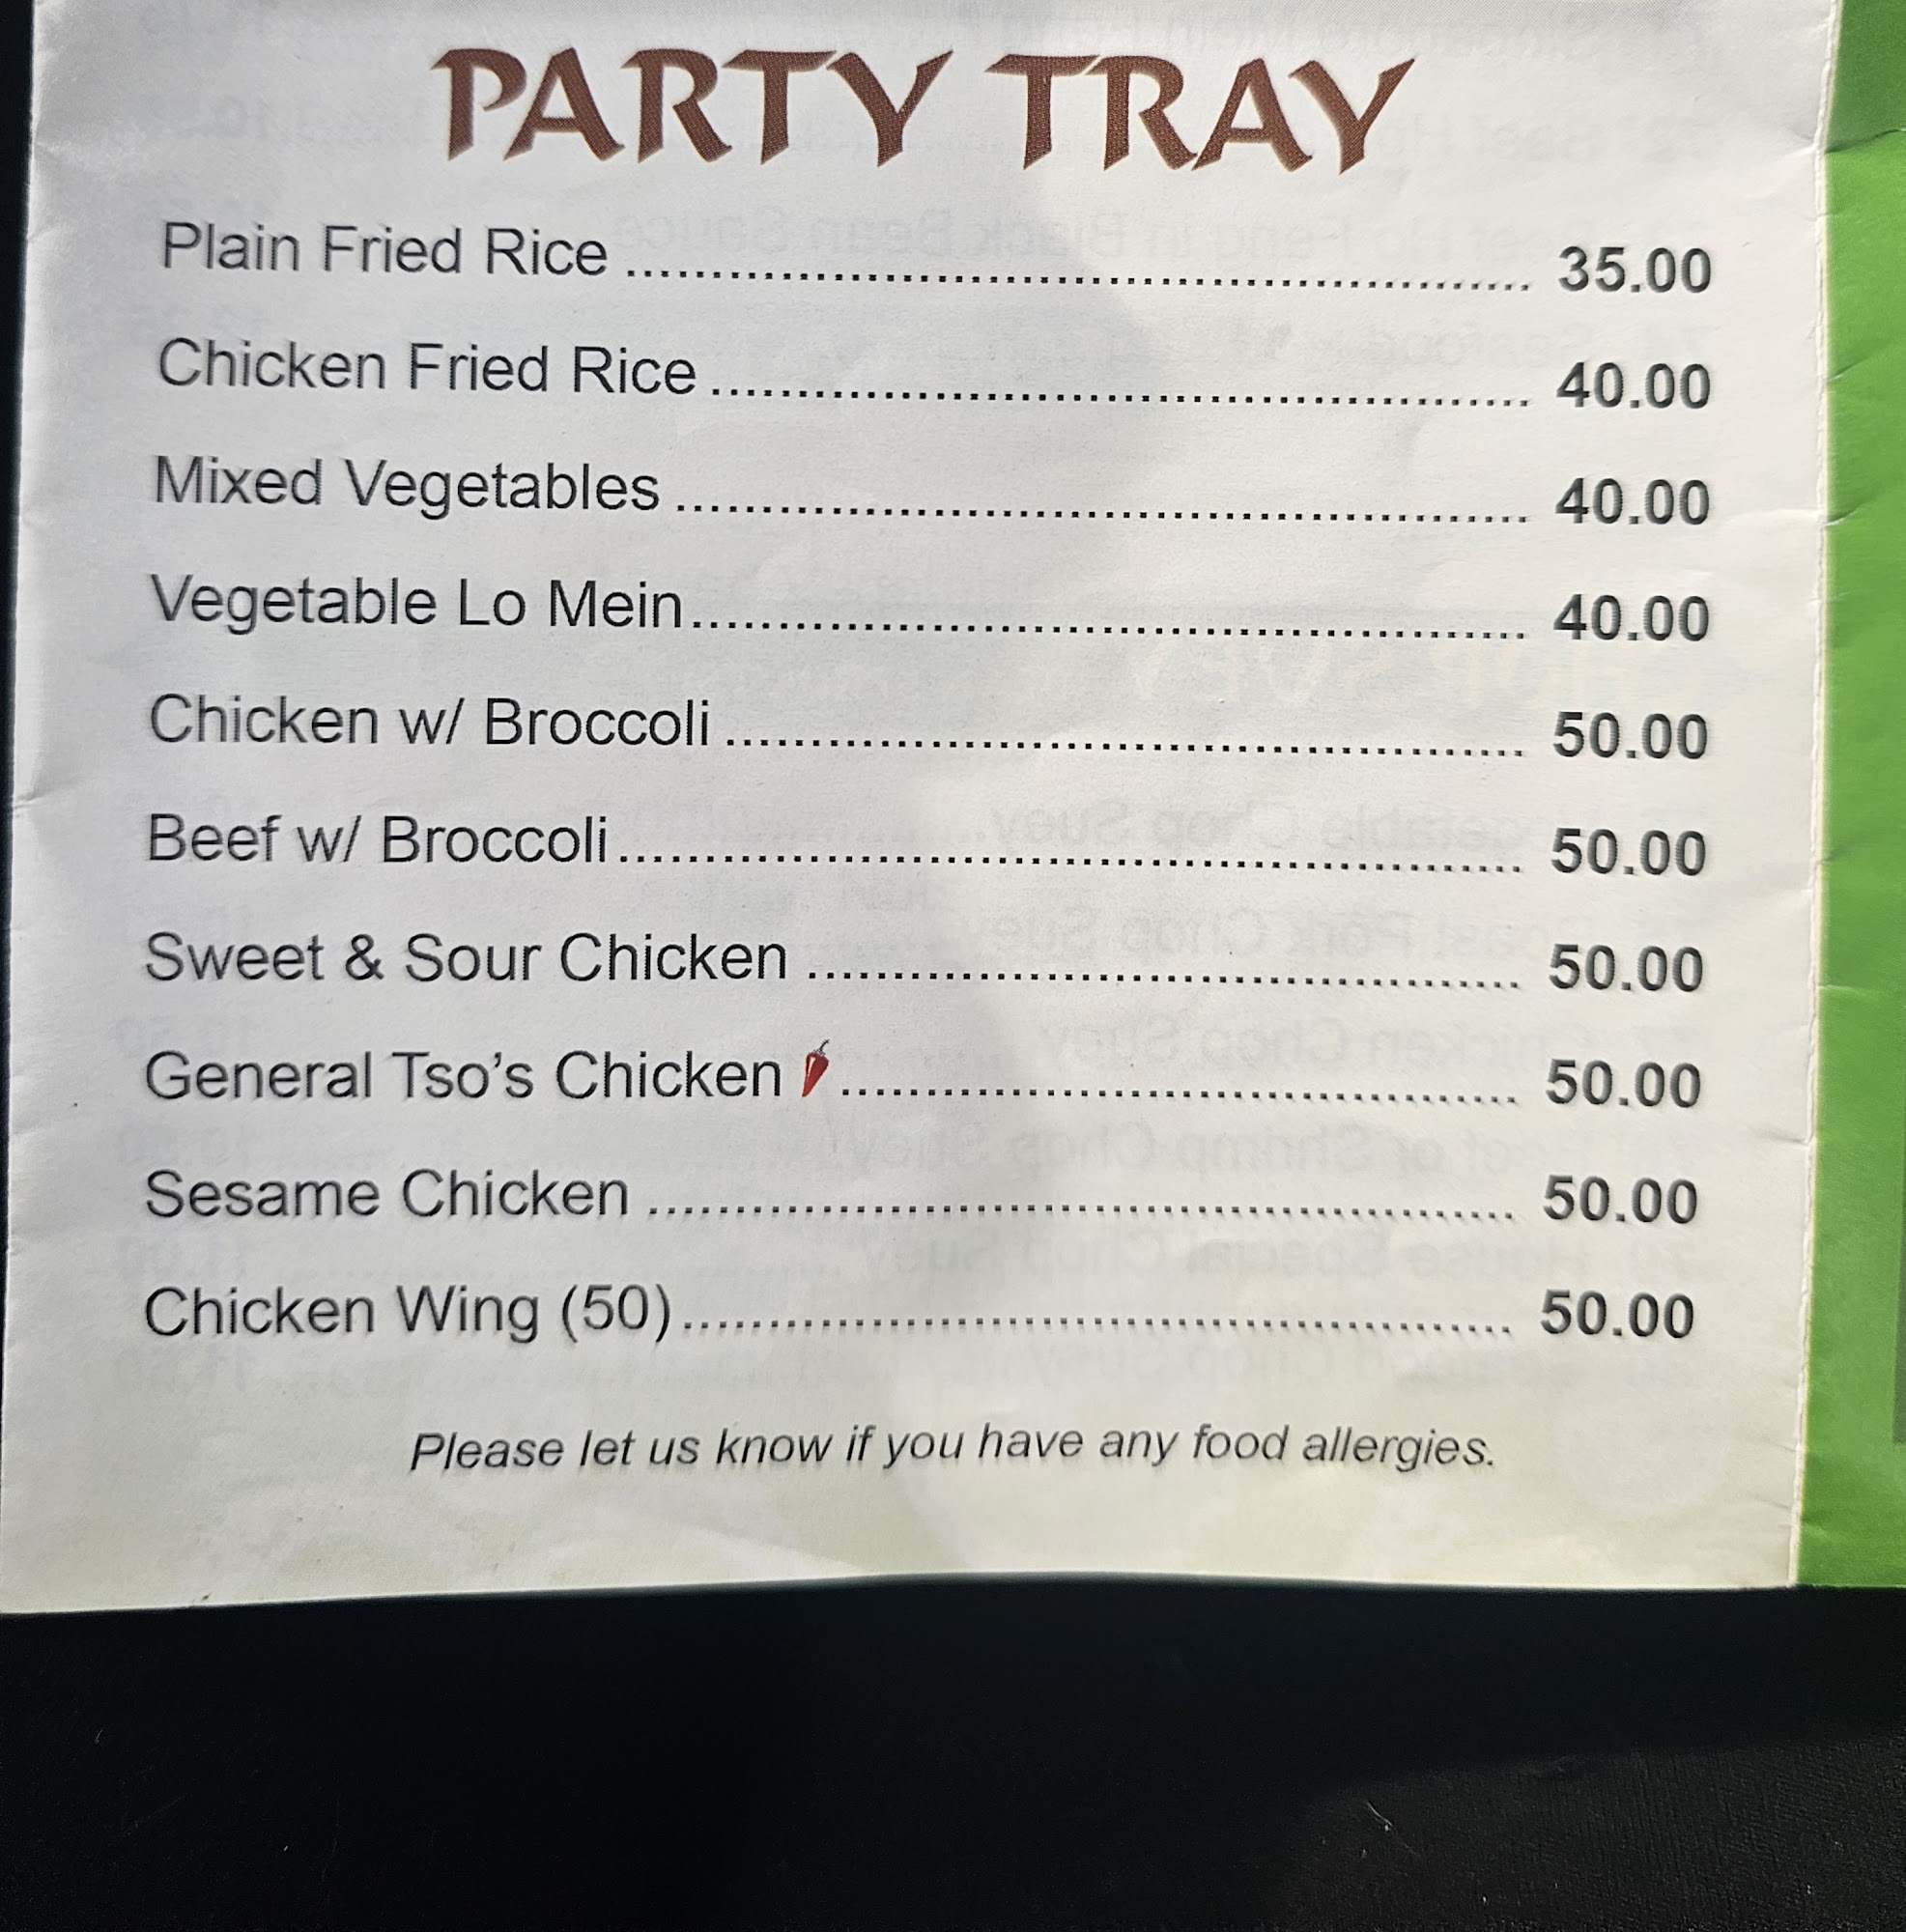 PARTY TRAY
Plain Fried Rice ........................................................ 35.00
Chicken Fried Rice ................................................... 40.00
Mixed Vegetables ..................................................... 40.00
Vegetable Lo Mein.................................................... 40.00
Chicken w/ Broccoli .................................................. 50.00
Beef w/ Broccoli......................................................... 50.00
Sweet & Sour Chicken ............................................. 50.00
General Tso's Chicken ........................................... 50.00
Sesame Chicken ...................................................... 50.00
Chicken Wing (50).................................................... 50.00
Please let us know if you have any food allergies.